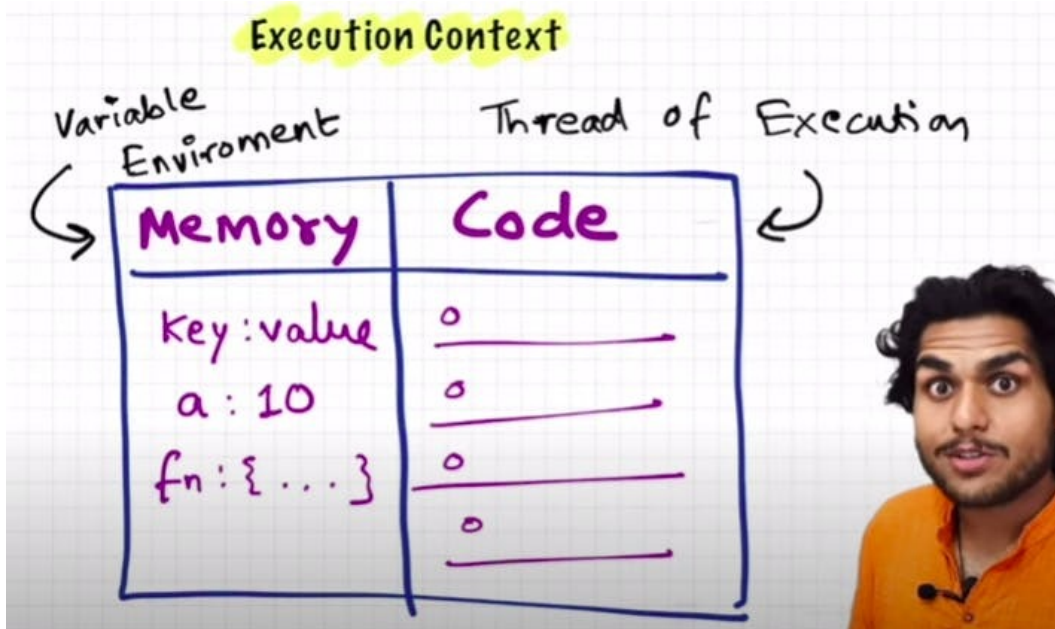 Execution Context
Variable
Enviroment
Thread of Execution
Memory
Code
key : value
a : 10
fn : { ... }